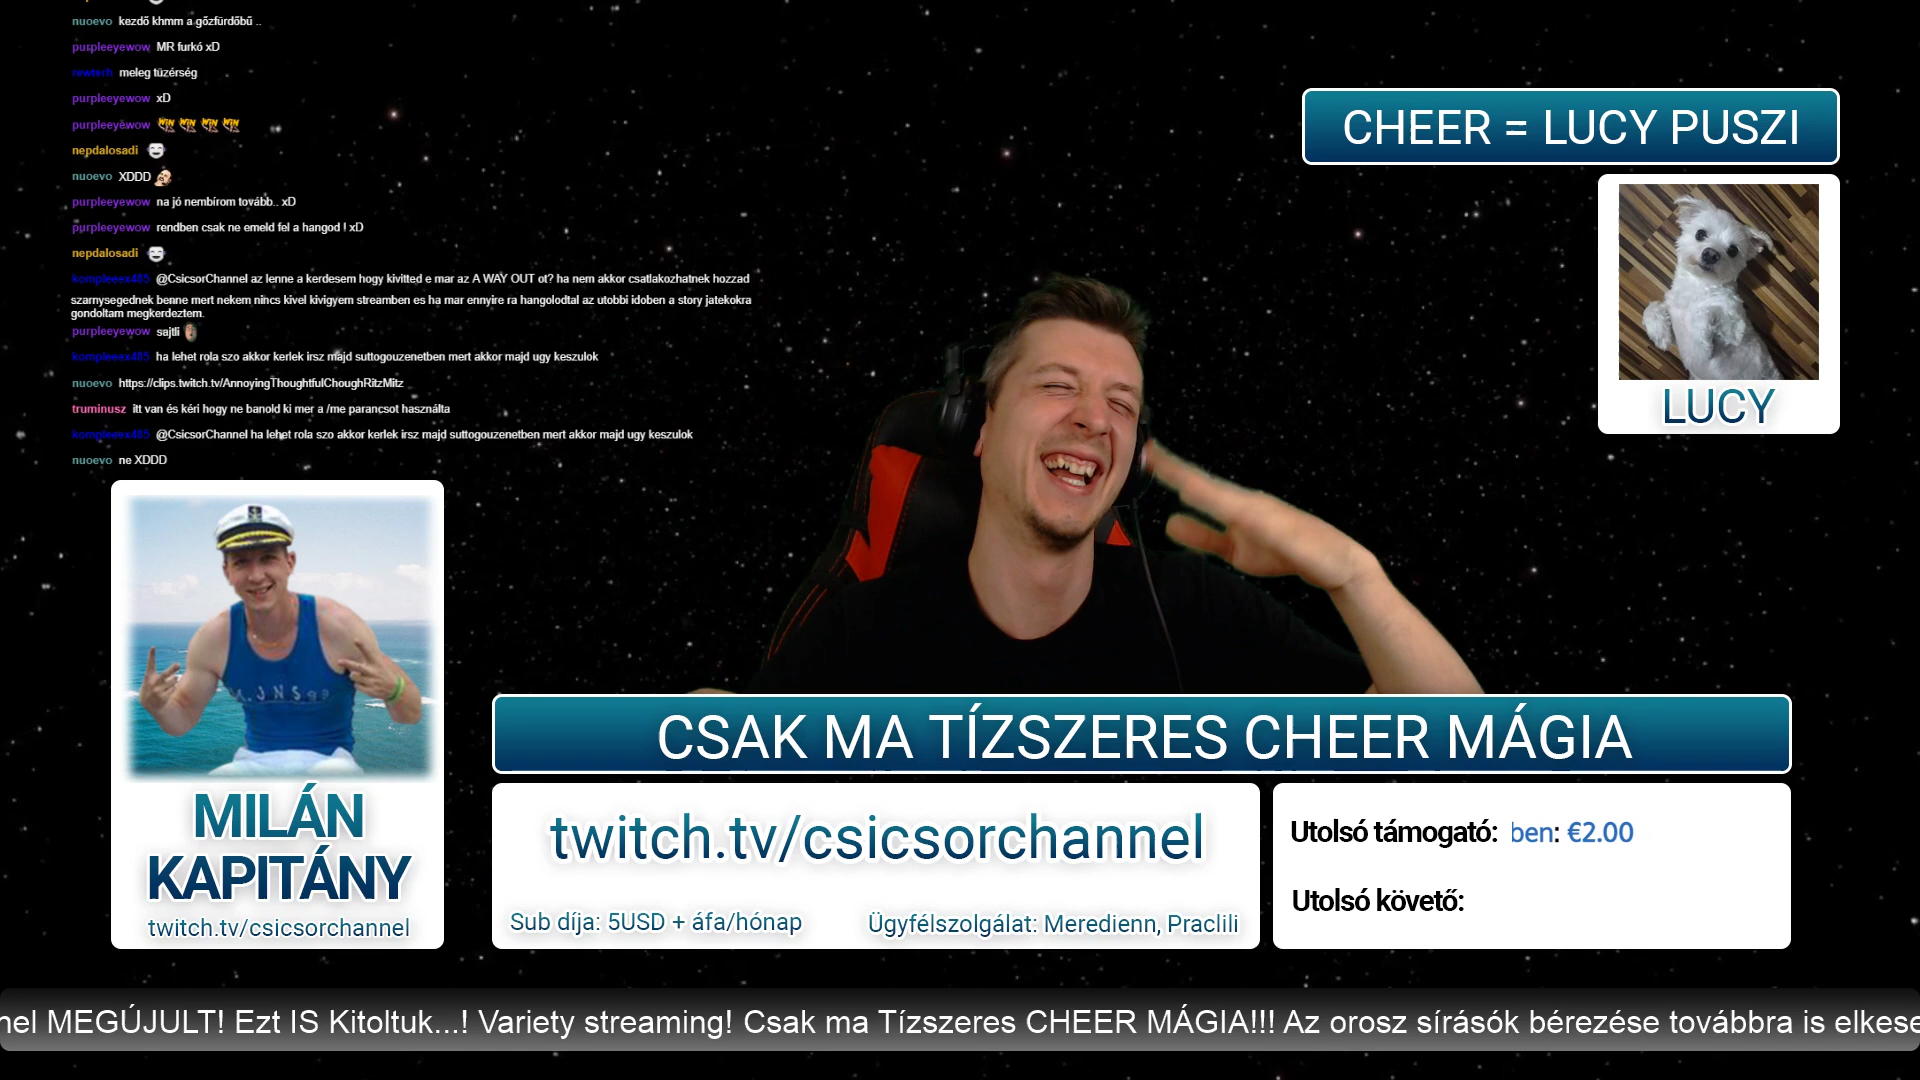 nuoevo kezdő khmm a gőzfürdőbű ..
purpleeyewow MR furkó xD
rewterh meleg tüzérség
purpleeyewow xD
purpleeyewow
nepdalosadi
nuoevo XDDD
purpleeyewow na jó nembírom tovább.. xD
purpleeyewow rendben csak ne emeld fel a hangod ! xD
nepdalosadi
@CsicsorChannel az lenne a kerdesem hogy kivitted e mar az A WAY OUT ot? ha nem akkor csatlakozhatnek hozzad
szarnysegednek benne mert nekem nincs kivel kivigyem streamben es ha mar ennyire ra hangolodtal az utobbi idoben a story jatekokra
gondoltam megkerdeztem.
purpleeyewow sajtli
ha lehet rola szo akkor kerlek irsz majd suttogouzenetben mert akkor majd ugy keszulok
nuoevo https://clips.twitch.tv/AnnoyingThoughtfulChoughRitzMitz
truminusz itt van és kéri hogy ne banold ki mer a /me parancsot használta
@CsicsorChannel ha lehet rola szo akkor kerlek irsz majd suttogouzenetben mert akkor majd ugy keszulok
nuoevo ne XDDD
CHEER = LUCY PUSZI
LUCY
MILÁN
KAPITÁNY
twitch.tv/csicsorchannel
CSAK MA TÍZSZERES CHEER MÁGIA
twitch.tv/csicsorchannel
Sub díja: 5USD + áfa/hónap
Ügyfélszolgálat: Meredienn, Praclili
Utolsó támogató: ben: €2.00
Utolsó követő:
nel MEGÚJULT! Ezt IS Kitoltuk...! Variety streaming! Csak ma Tízszeres CHEER MÁGIA!!! Az orosz sírásók bérezése továbbra is elkese